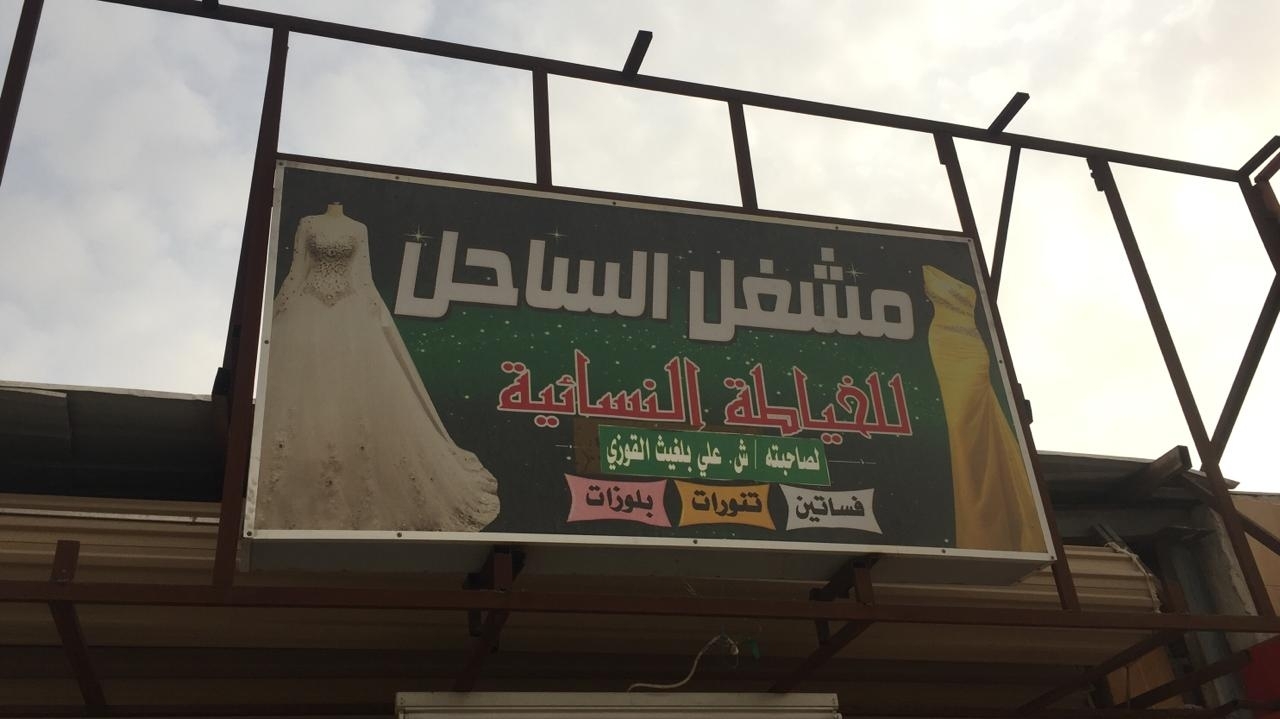 مشغل الساحل
للخياطة النسائية
لصاحبته / ش. علي بلغيث القوزي
فساتين تنورات بلوزات